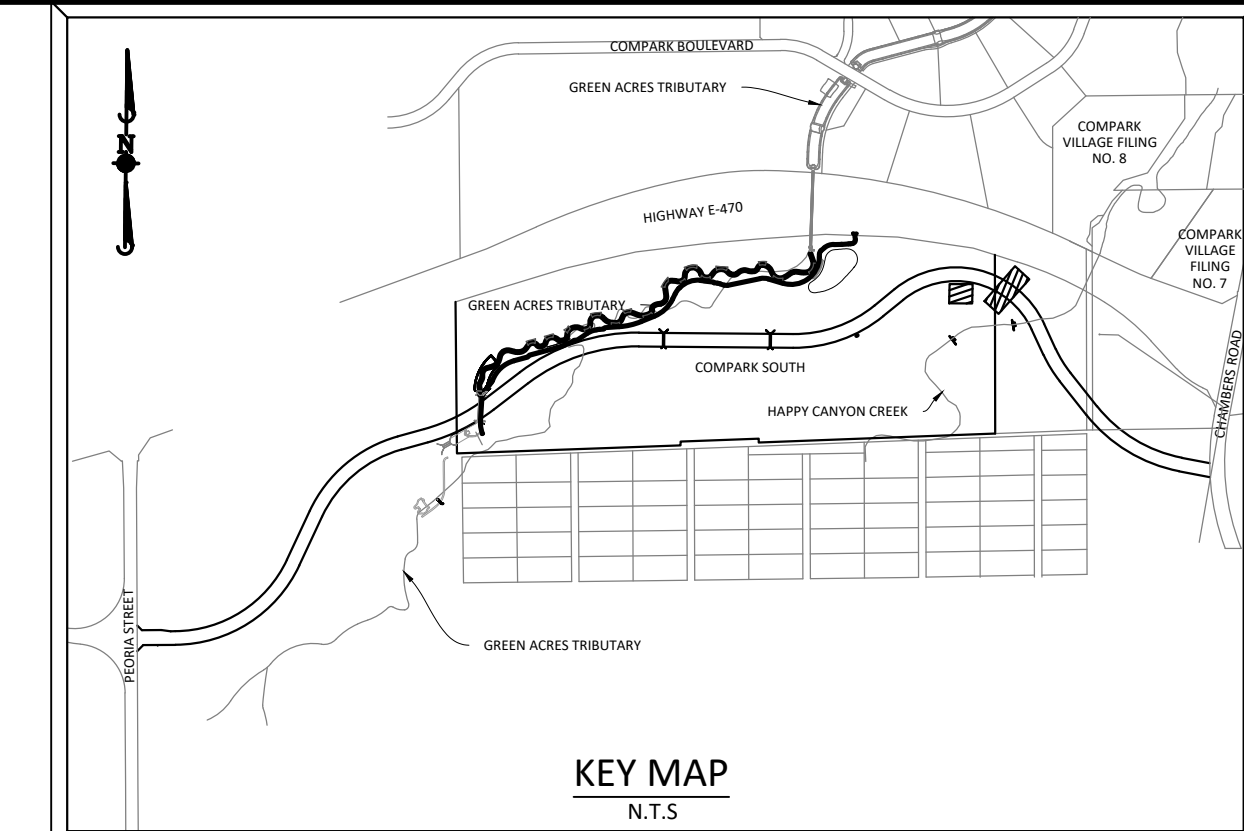 COMPARK BOULEVARD
GREEN ACRES TRIBUTARY
COMPARK
VILLAGE FILING
NO. 8
N
HIGHWAY E-470
COMPARK
VILLAGE
FILING
NO. 7
GREEN ACRES TRIBUTARY
COMPARK SOUTH
HAPPY CANYON CREEK
CHAMBERS ROAD
PEORIA STREET
GREEN ACRES TRIBUTARY
KEY MAP
N.T.S